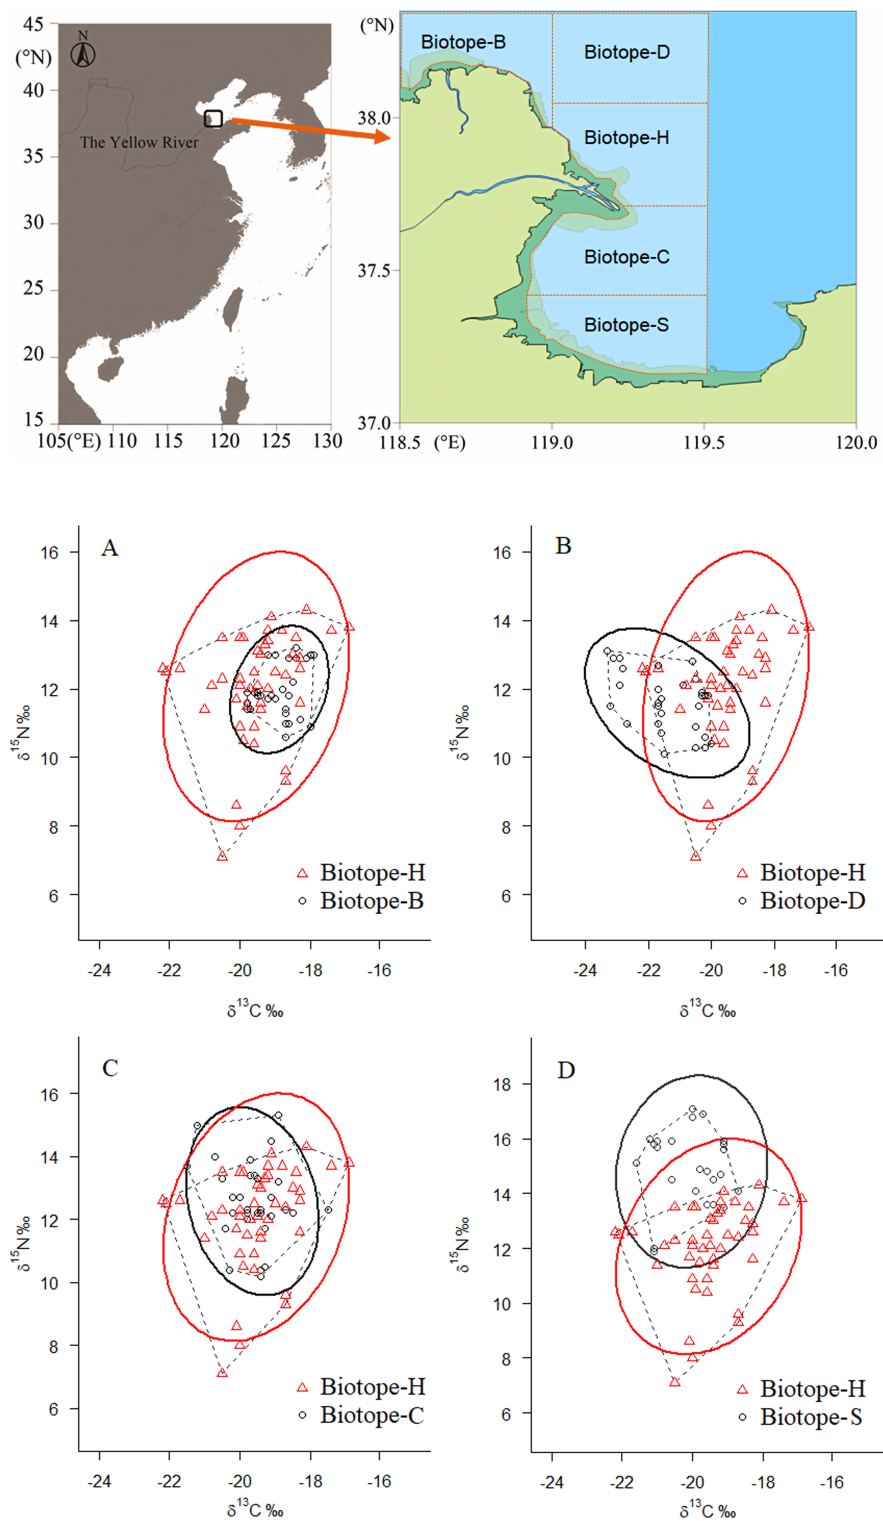 45
(°N)
N
40
35
30
25
20
15
The Yellow River
105(°E) 110 115 120 125 130
Biotope-B
Biotope-D
Biotope-H
Biotope-C
Biotope-S
38.0
37.5
37.0
118.5 (°E) 119.0 119.5 120.0
A
16
14
12
10
8
6
δ15N‰
Biotope-H
Biotope-B
-24 -22 -20 -18 -16
δ13C ‰
B
16
14
12
10
8
6
δ15N‰
Biotope-H
Biotope-D
-24 -22 -20 -18 -16
δ13C ‰
C
16
14
12
10
8
6
δ15N‰
Biotope-H
Biotope-C
-24 -22 -20 -18 -16
δ13C ‰
D
18
16
14
12
10
8
6
δ15N‰
Biotope-H
Biotope-S
-22 -20 -18 -16
δ13C ‰